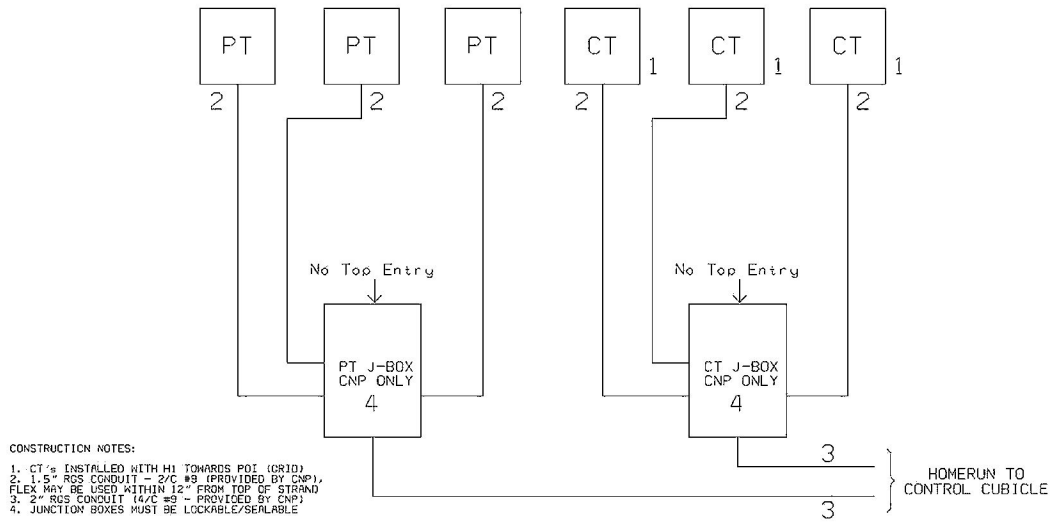 PT PT PT CT CT CT
1 1 1
2 2 2 2 2 2
No Top Entry No Top Entry
PT J-BOX
CNP ONLY
4
CT J-BOX
CNP ONLY
4
CONSTRUCTION NOTES:
1. CT's INSTALLED WITH H1 TOWARDS POI (GRID)
2. 1.5" RGS CONDUIT - 2/C #9 (PROVIDED BY CNP),
FLEX MAY BE USED WITHIN 12" FROM TOP OF STRAND
3. 2" RGS CONDUIT (4/C #9 - PROVIDED BY CNP)
4. JUNCTION BOXES MUST BE LOCKABLE/SEALABLE
3
3
HOMERUN TO
CONTROL CUBICLE